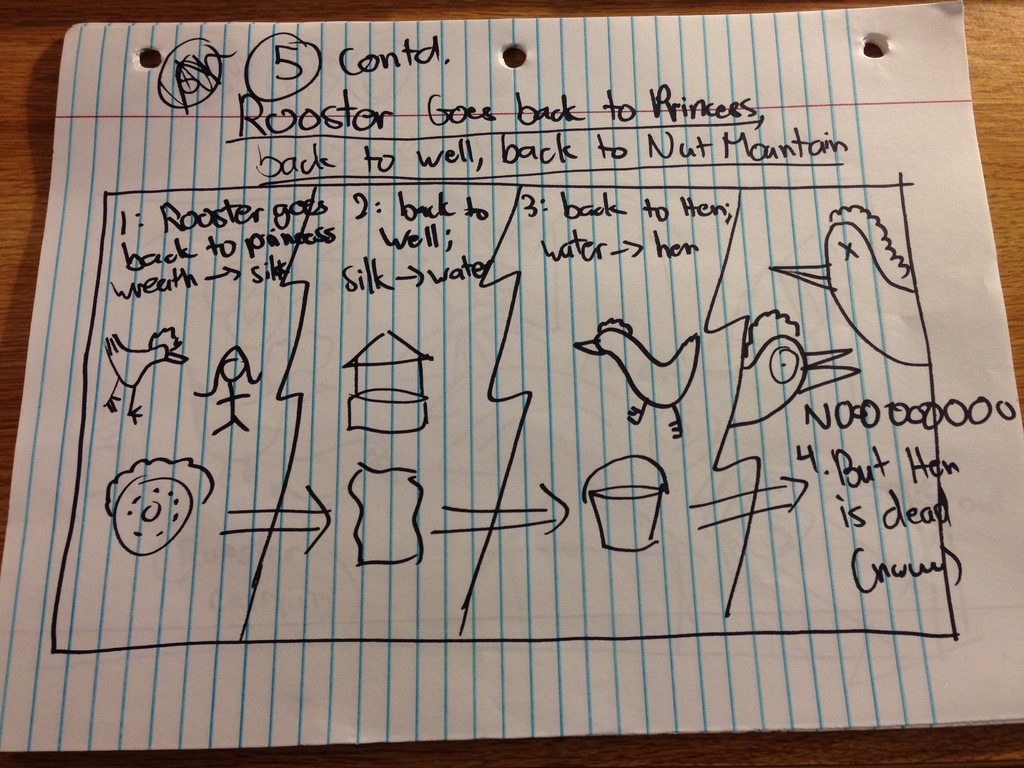 5 Contd.
Rooster Goes back to Princess,
back to well, back to Nut Mountain
1: Rooster goes
back to princess
wreath → silk
2: back to
well;
silk → water
3: back to Hen;
water → hen
NOOOOOOOO
4. But Hen
is dead
(now)